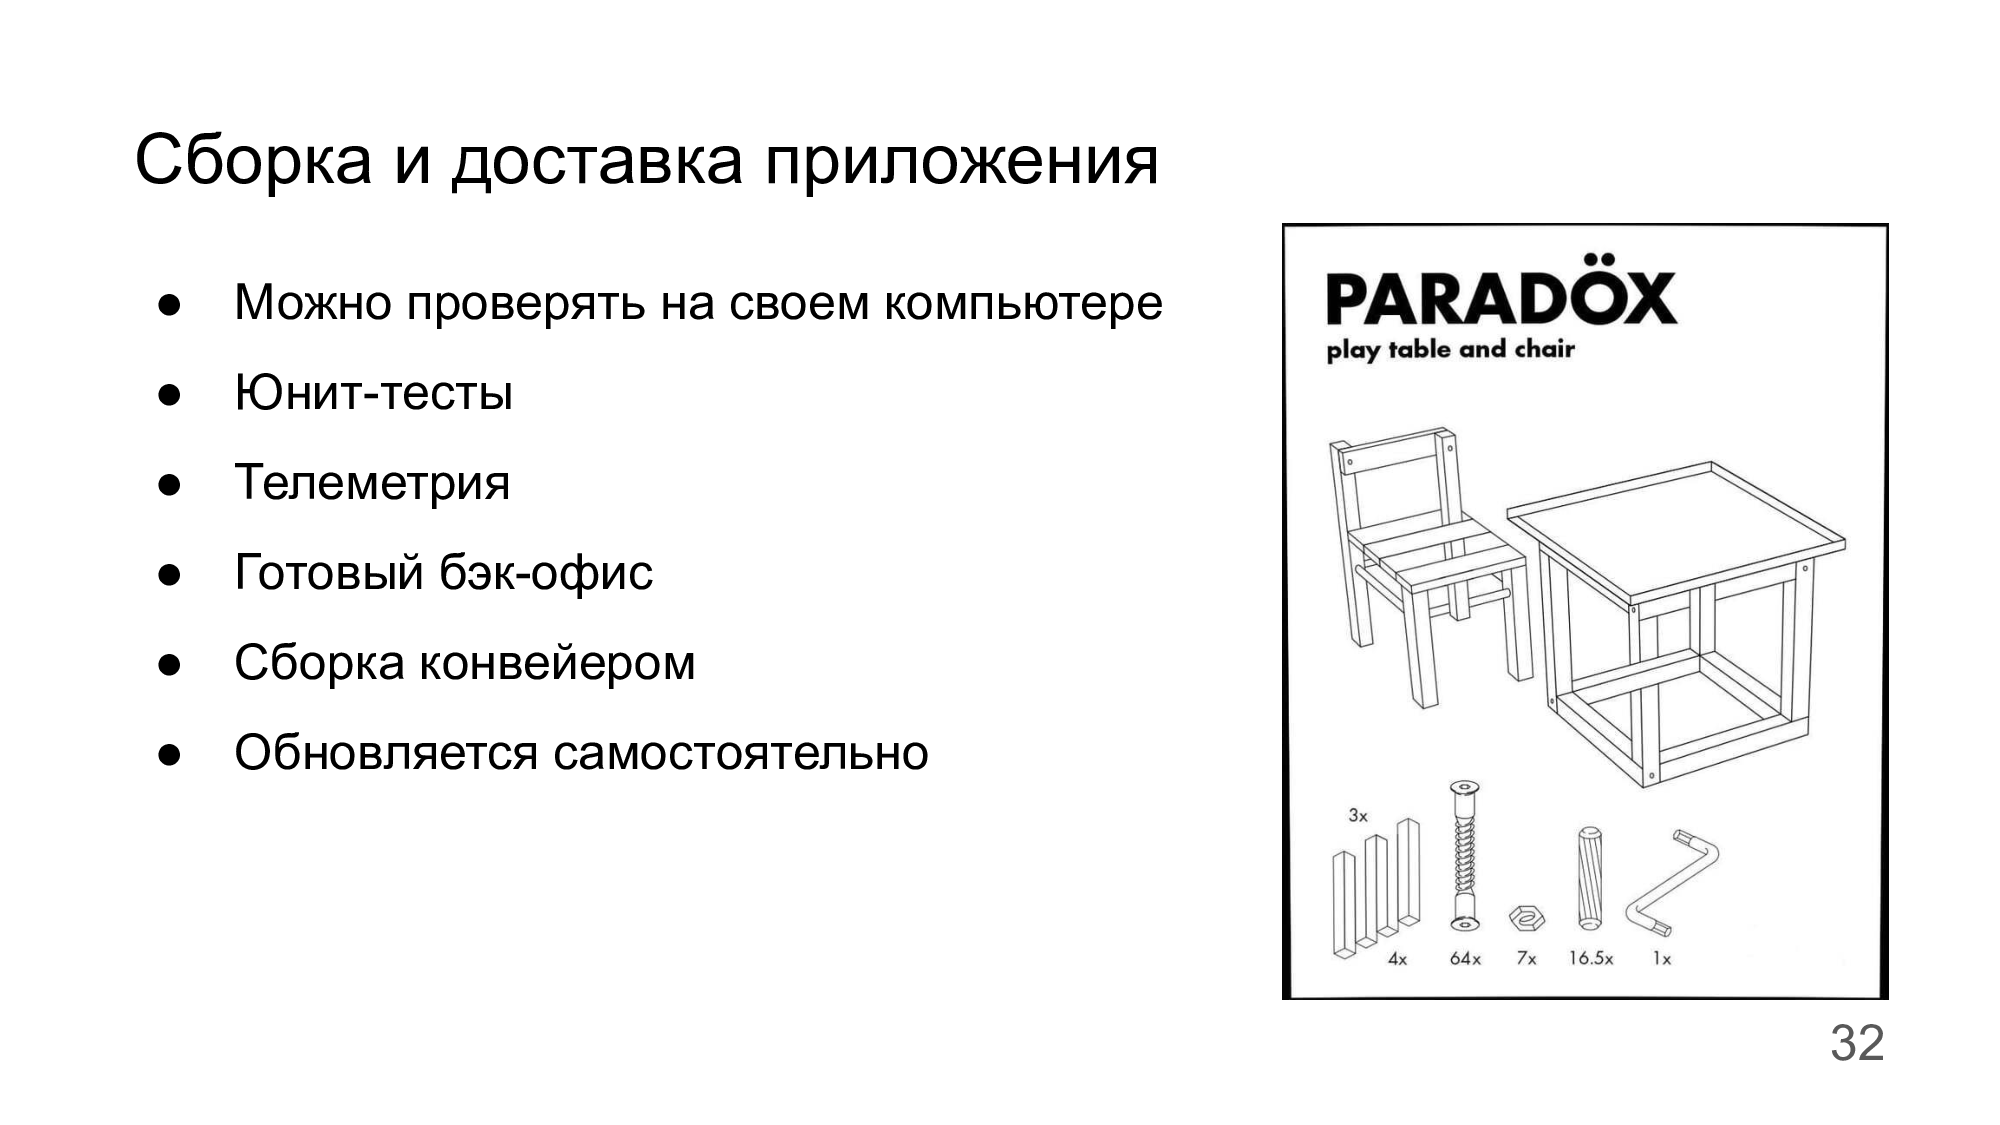 Сборка и доставка приложения
● Можно проверять на своем компьютере
● Юнит-тесты
● Телеметрия
● Готовый бэк-офис
● Сборка конвейером
● Обновляется самостоятельно
PARADÖX
play table and chair
3x
4x 64x 7x 16.5x 1x
32